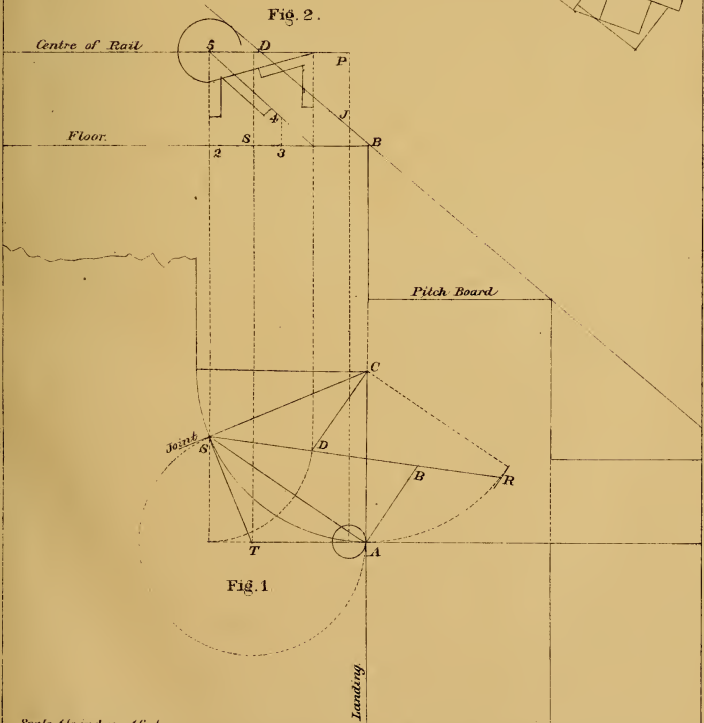 Fig. 2.
Centre of Rail
5
D
P
4
J
Floor.
2
S
3
B
Pitch Board
C
Joint
S
D
B
R
T
A
Fig. 1
Landing.